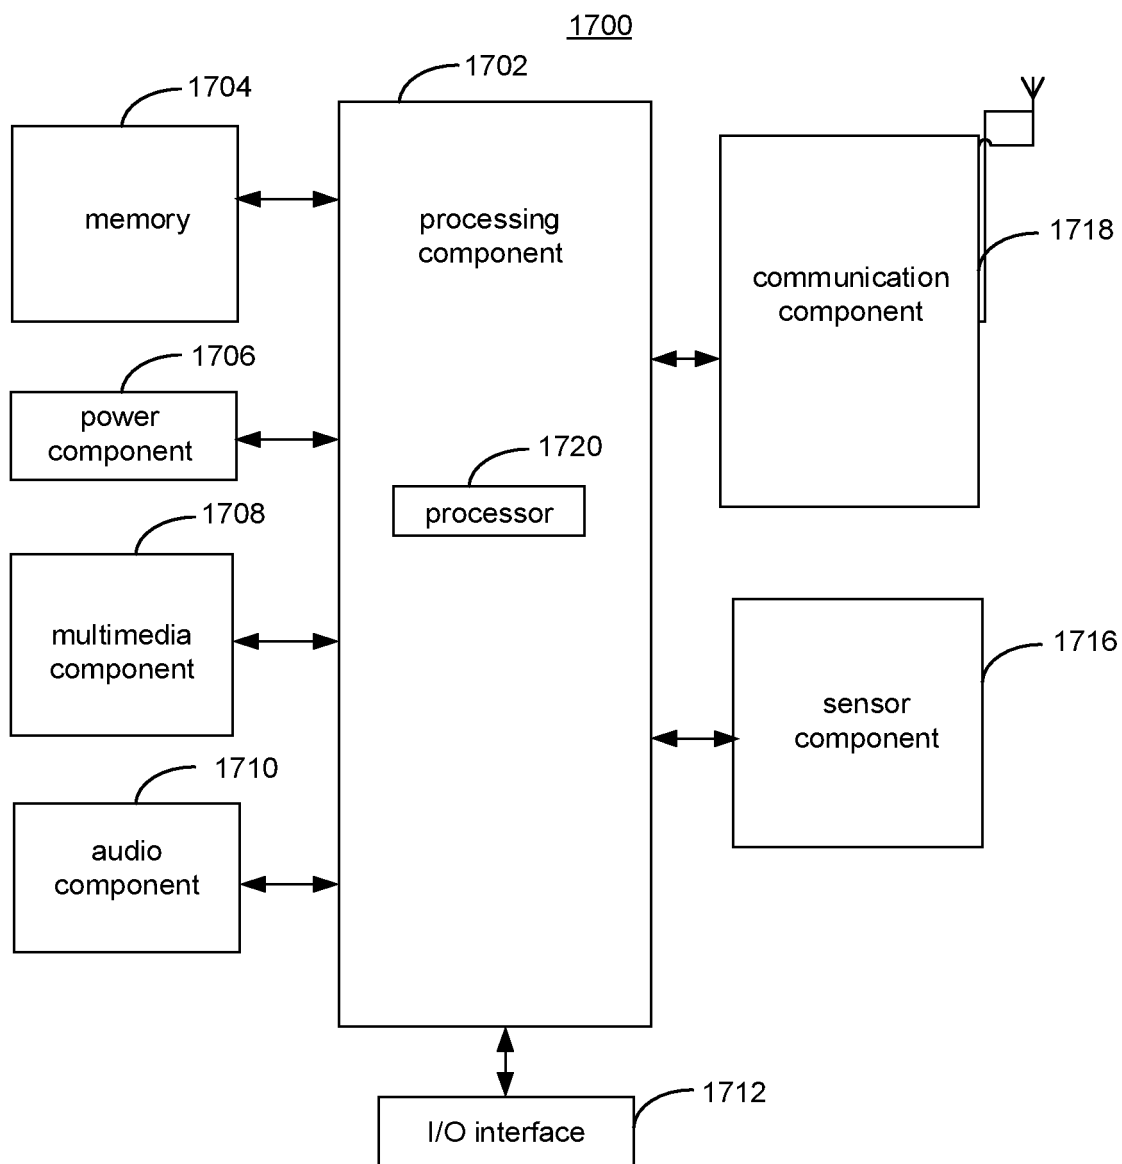 1700
1702
1704
memory
processing
component
communication
component
1718
1706
power
component
1720
processor
1708
multimedia
component
1716
sensor
component
1710
audio
component
1712
I/O interface